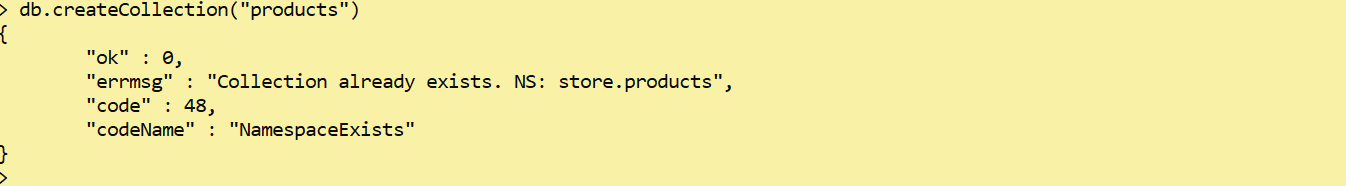 > db.createCollection("products")
{
        "ok" : 0,
        "errmsg" : "Collection already exists. NS: store.products",
        "code" : 48,
        "codeName" : "NamespaceExists"
}
>